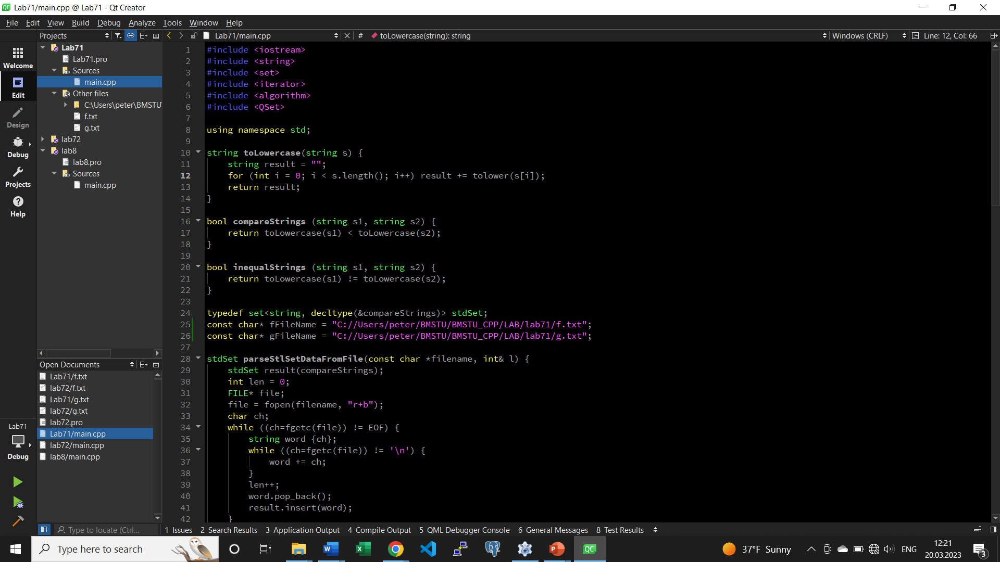 Lab71/main.cpp @ Lab71 - Qt Creator
File Edit View Build Debug Analyze Tools Window Help
Projects
Lab71/main.cpp
# toLowercase(string): string
Windows (CRLF)
Line: 12, Col: 66
Welcome
Edit
Design
Debug
Projects
Help
Lab71
Lab71.pro
Sources
main.cpp
Other files
C:\Users\peter\BMSTU
f.txt
g.txt
lab72
lab8
lab8.pro
Sources
main.cpp
Open Documents
Lab71/f.txt
lab72/f.txt
Lab71/g.txt
lab72/g.txt
lab72.pro
Lab71/main.cpp
lab72/main.cpp
lab8/main.cpp
Lab71
Debug
1 #include <iostream>
2 #include <string>
3 #include <set>
4 #include <iterator>
5 #include <algorithm>
6 #include <QSet>
7
8 using namespace std;
9
10 string toLowercase(string s) {
11 string result = "";
12 for (int i = 0; i < s.length(); i++) result += tolower(s[i]);
13 return result;
14 }
15
16 bool compareStrings (string s1, string s2) {
17 return toLowercase(s1) < toLowercase(s2);
18 }
19
20 bool inequalStrings (string s1, string s2) {
21 return toLowercase(s1) != toLowercase(s2);
22 }
23
24 typedef set<string, decltype(&compareStrings)> stdSet;
25 const char* fFileName = "C://Users/peter/BMSTU/BMSTU_CPP/LAB/lab71/f.txt";
26 const char* gFileName = "C://Users/peter/BMSTU/BMSTU_CPP/LAB/lab71/g.txt";
27
28 stdSet parseStlSetDataFromFile(const char *filename, int& l) {
29 stdSet result(compareStrings);
30 int len = 0;
31 FILE* file;
32 file = fopen(filename, "r+b");
33 char ch;
34 while ((ch=fgetc(file)) != EOF) {
35 string word {ch};
36 while ((ch=fgetc(file)) != '\n') {
37 word += ch;
38 }
39 len++;
40 word.pop_back();
41 result.insert(word);
42 }
Type to locate (Ctrl...
1 Issues 2 Search Results 3 Application Output 4 Compile Output 5 QML Debugger Console 6 General Messages 8 Test Results
Type here to search
37°F Sunny
ENG
12:21
20.03.2023
3